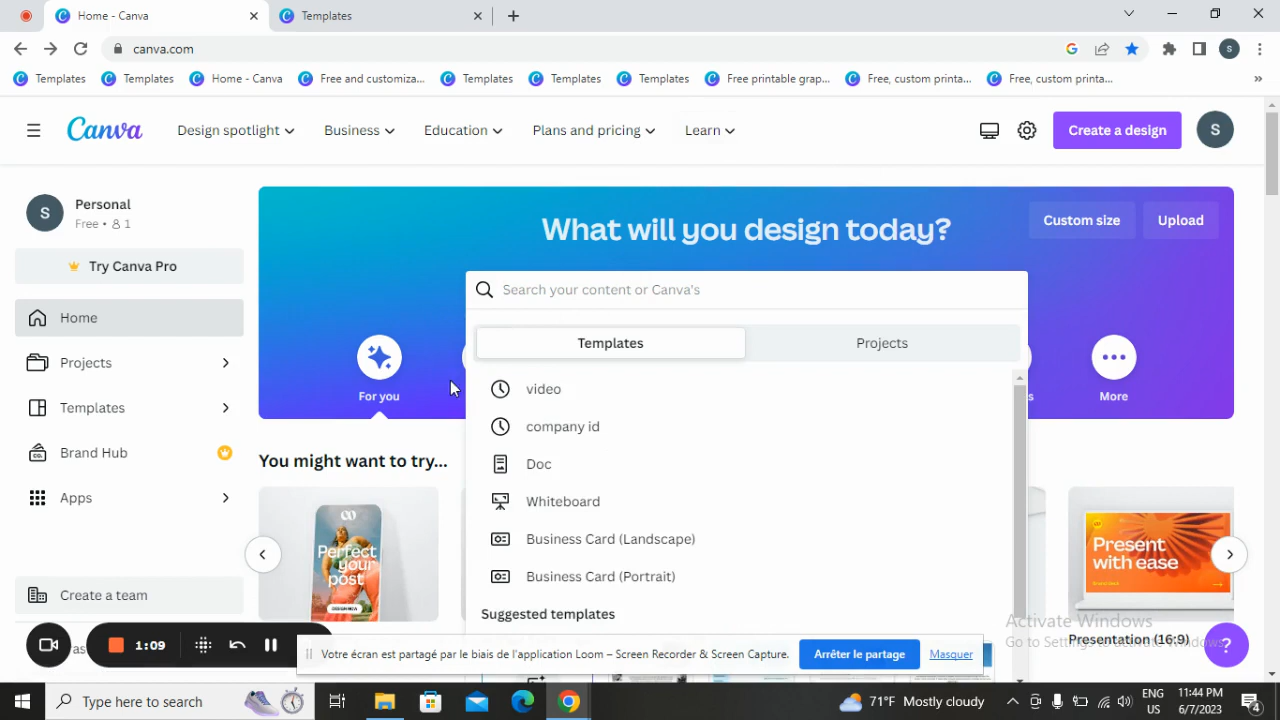 Home - Canva
Templates
canva.com
Templates
Templates
Home - Canva
Free and customiza...
Templates
Templates
Templates
Free printable grap...
Free, custom printa...
Free, custom printa...
Canva
Design spotlight
Business
Education
Plans and pricing
Learn
Create a design
S
S
Personal
Free • 1
Try Canva Pro
Home
Projects
Templates
Brand Hub
Apps
Create a team
What will you design today?
Custom size
Upload
Search your content or Canva's
Templates
Projects
video
company id
Doc
Whiteboard
Business Card (Landscape)
Business Card (Portrait)
Suggested templates
For you
More
You might want to try...
Perfect
your
post
DESIGN NOW
Present
with ease
Presentation (16:9)
Activate Windows
Go to Settings to activate Windows.
?
1:09
Votre écran est partagé par le biais de l'application Loom – Screen Recorder & Screen Capture.
Arrêter le partage
Masquer
Type here to search
71°F Mostly cloudy
ENG
US
11:44 PM
6/7/2023
4